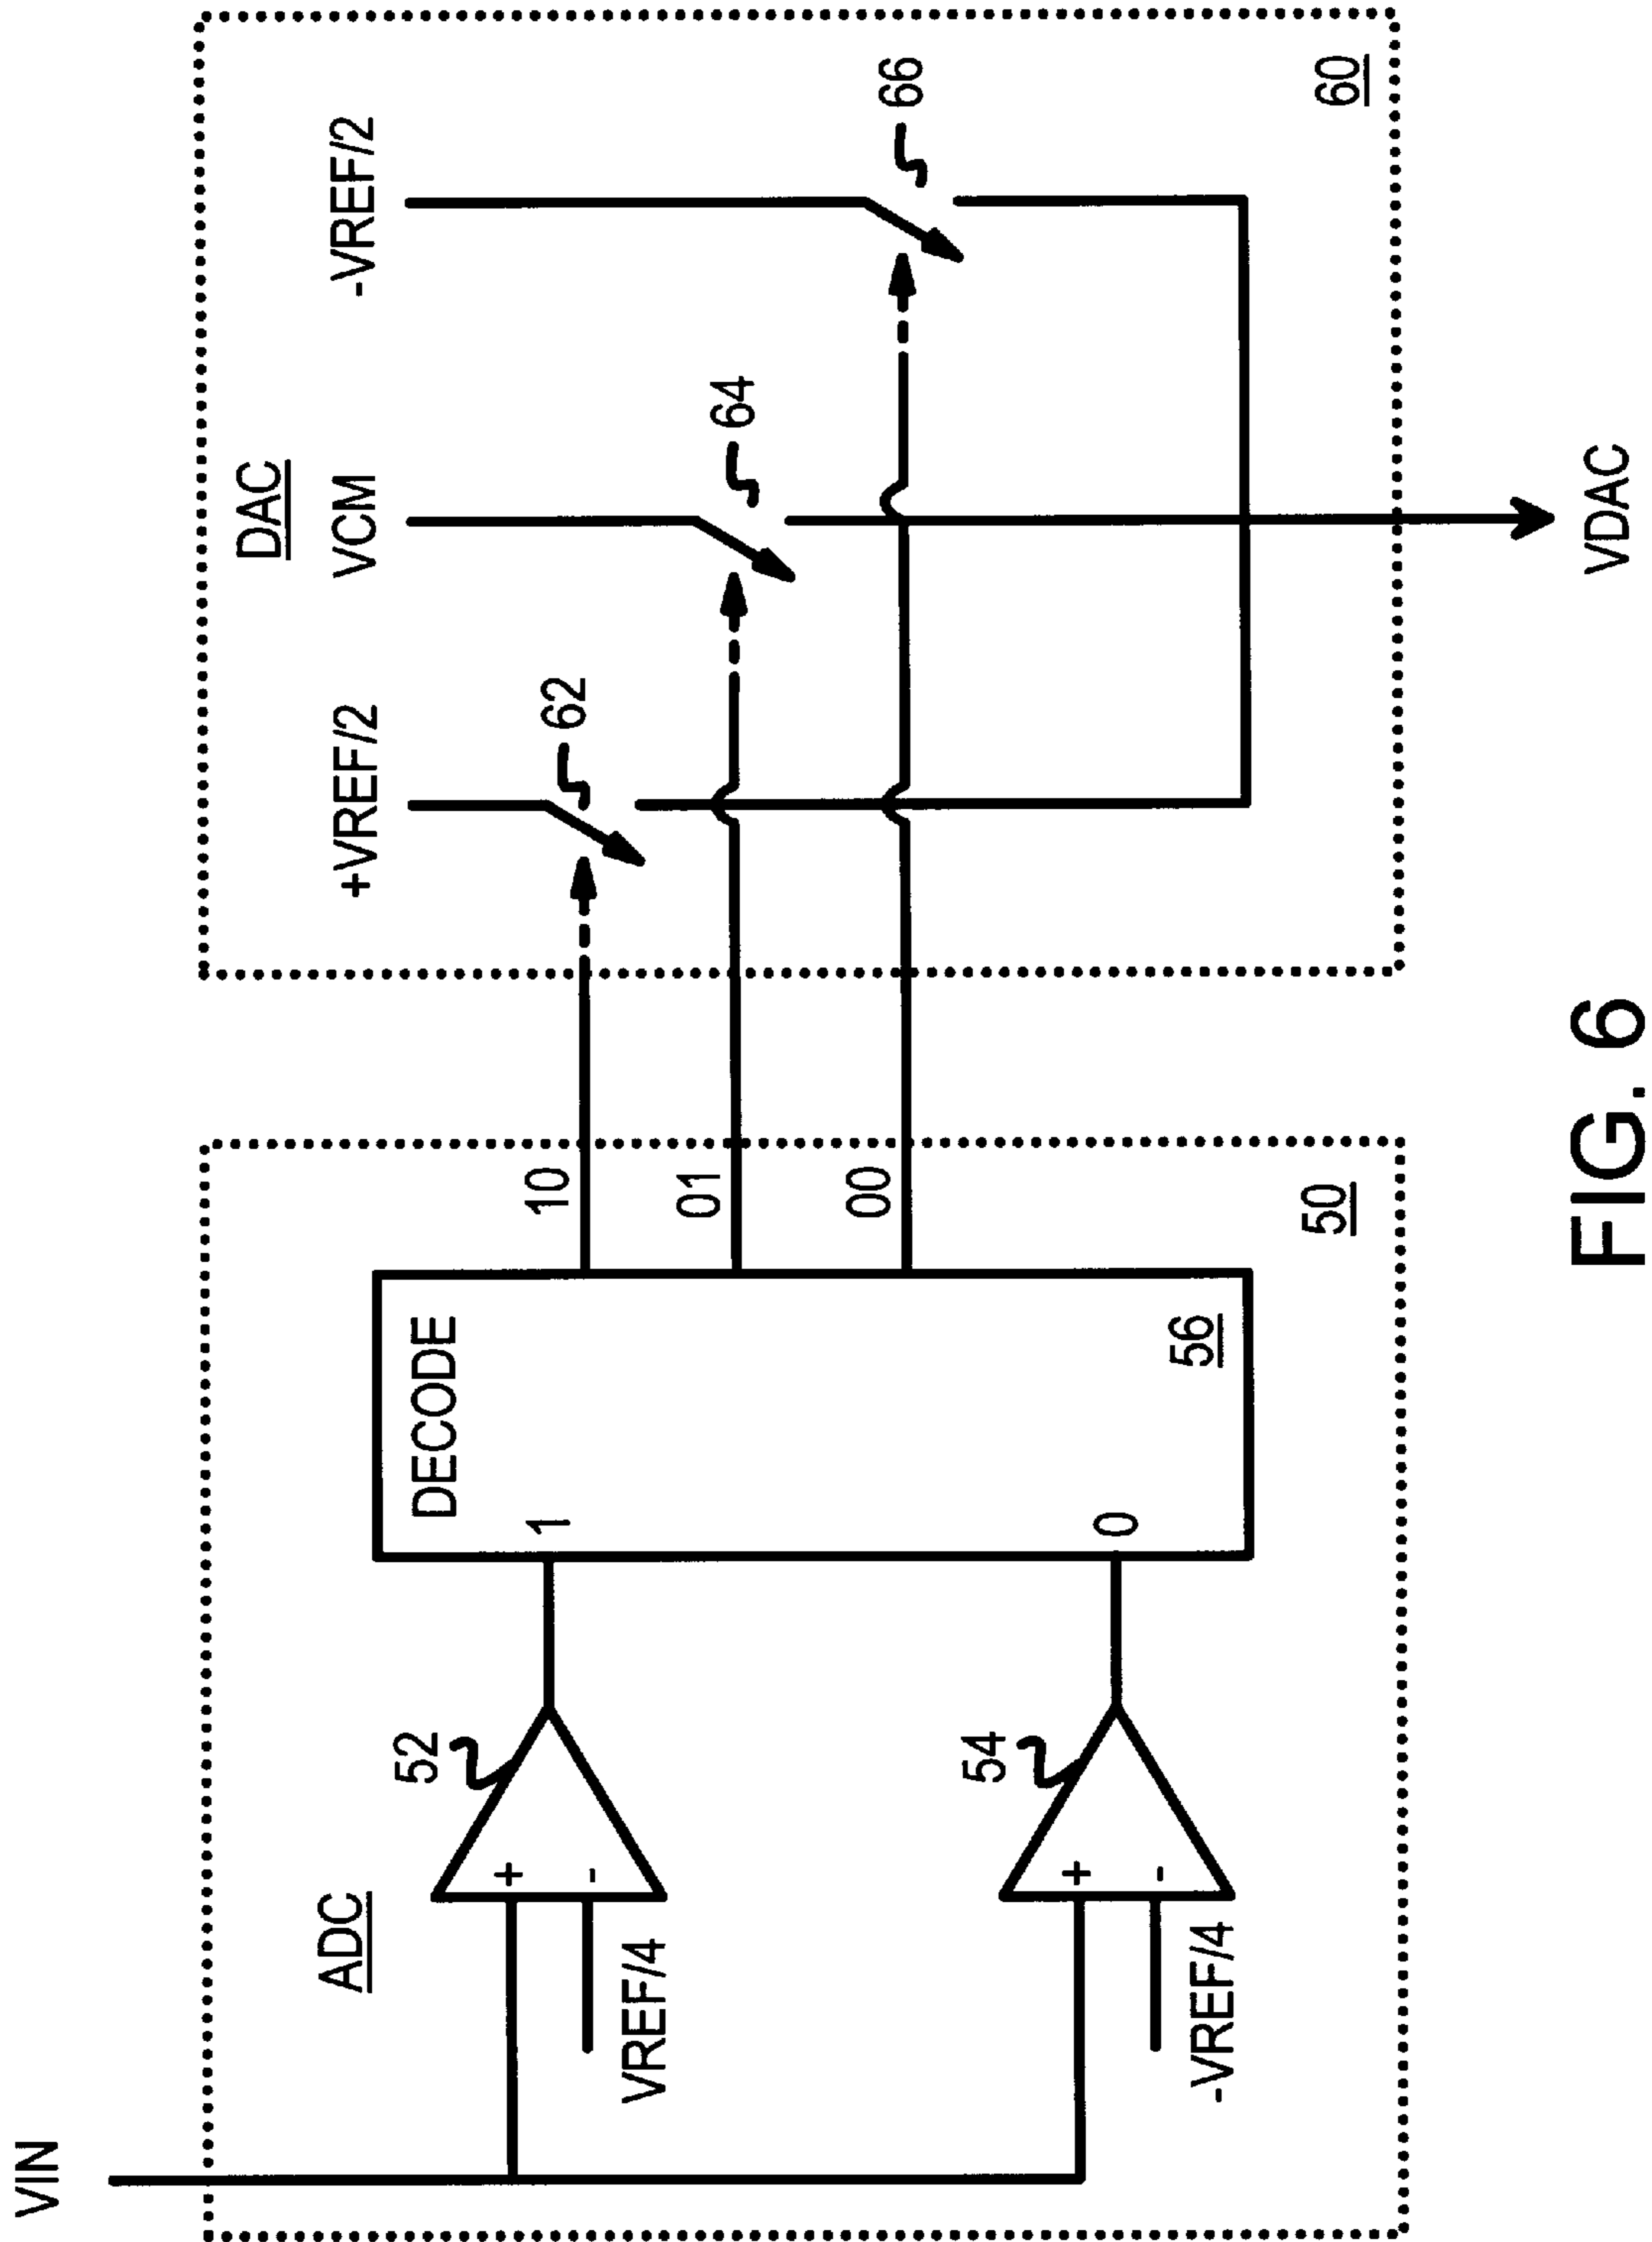 VIN
ADC
52
+
-
VREF/4
54
+
-
-VREF/4
DECODE
1
0
56
10
01
00
50
DAC
+VREF/2
VCM
-VREF/2
62
64
66
60
VDAC
FIG. 6